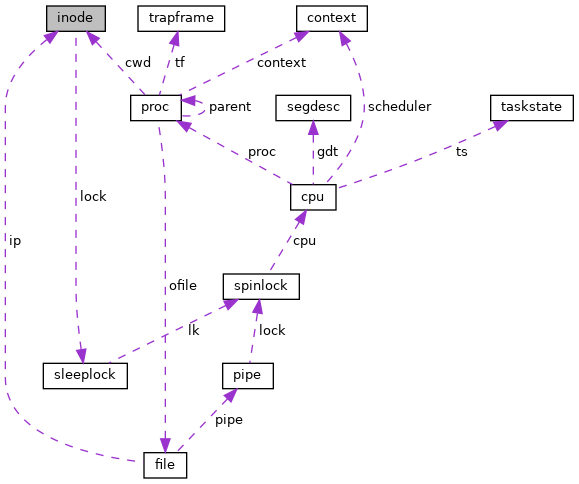 inode
trapframe
context
cwd
tf
context
proc
parent
segdesc
scheduler
taskstate
proc
gdt
ts
lock
cpu
ip
cpu
ofile
spinlock
lk
lock
sleeplock
pipe
pipe
file